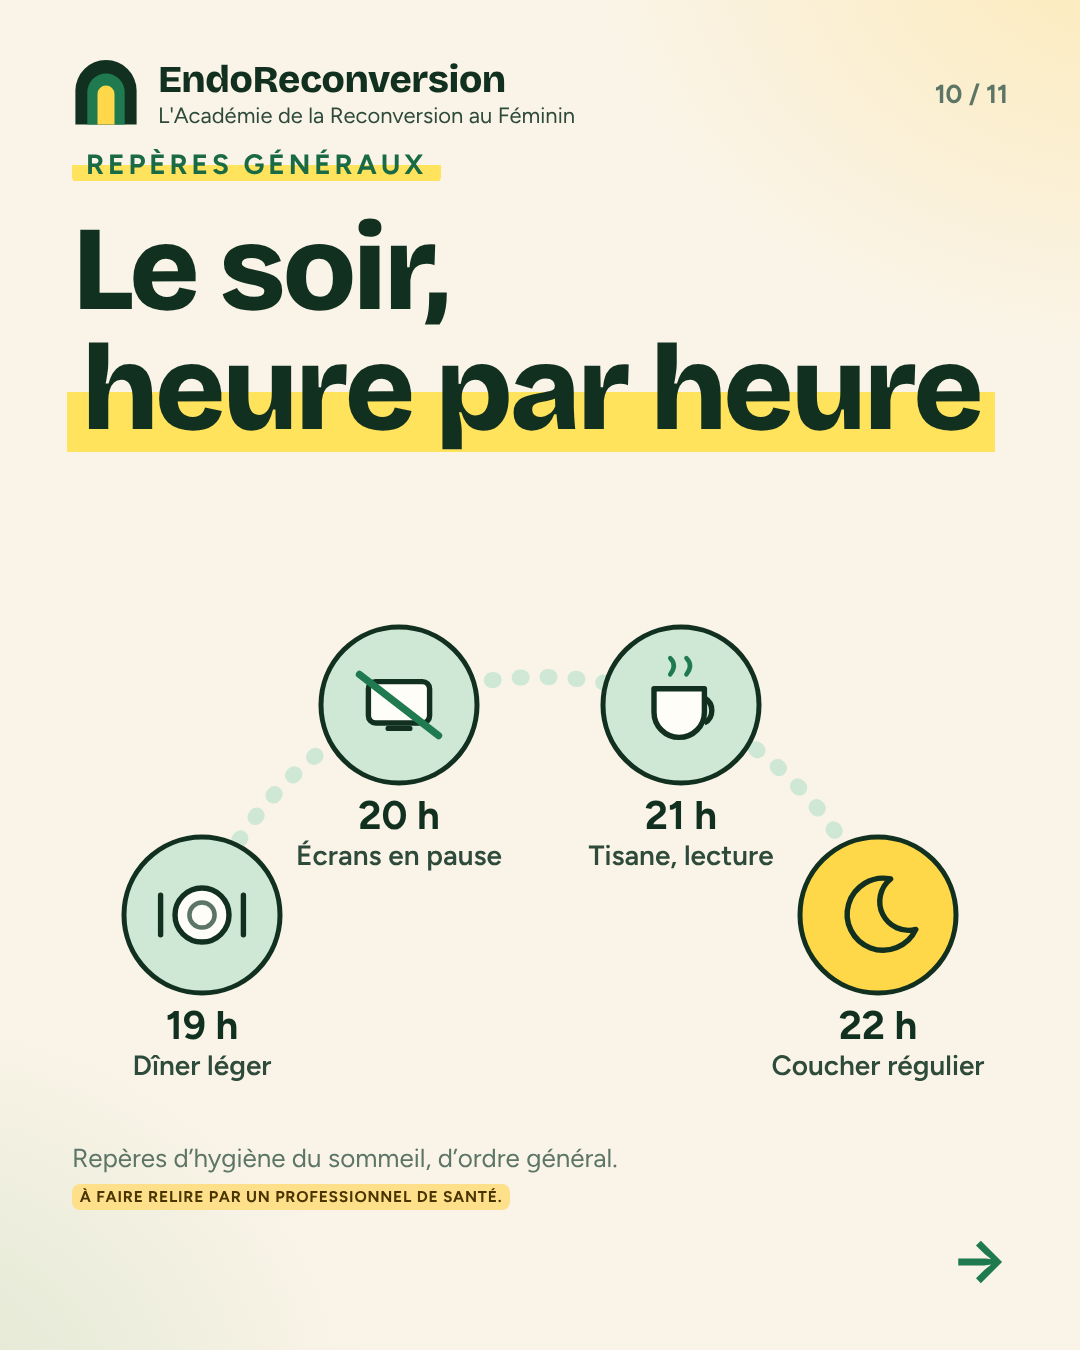 EndoReconversion
L'Académie de la Reconversion au Féminin
10 / 11
REPÈRES GÉNÉRAUX
Le soir,
heure par heure
20 h
Écrans en pause
21 h
Tisane, lecture
19 h
Dîner léger
22 h
Coucher régulier
Repères d’hygiène du sommeil, d’ordre général.
À FAIRE RELIRE PAR UN PROFESSIONNEL DE SANTÉ.